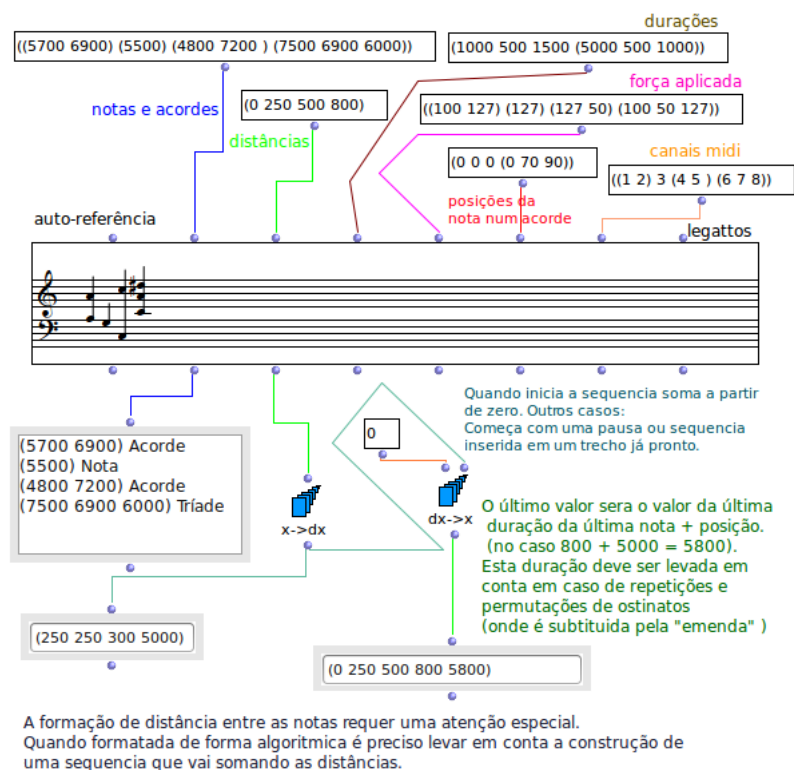 durações
((5700 6900) (5500) (4800 7200 ) (7500 6900 6000))
(1000 500 1500 (5000 500 1000))
força aplicada
notas e acordes
(0 250 500 800)
((100 127) (127) (127 50) (100 50 127))
distâncias
canais midi
(0 0 0 (0 70 90))
((1 2) 3 (4 5 ) (6 7 8))
posições da
nota num acorde
auto-referência
legattos
Quando inicia a sequencia soma a partir
de zero. Outros casos:
Começa com uma pausa ou sequencia
inserida em um trecho já pronto.
0
(5700 6900) Acorde
(5500) Nota
(4800 7200) Acorde
(7500 6900 6000) Tríade
x->dx
dx->x
O último valor sera o valor da última
duração da última nota + posição.
(no caso 800 + 5000 = 5800).
Esta duração deve ser levada em
conta em caso de repetições e
permutações de ostinatos
(onde é subtituida pela "emenda" )
(250 250 300 5000)
(0 250 500 800 5800)
A formação de distância entre as notas requer uma atenção especial.
Quando formatada de forma algoritmica é preciso levar em conta a construção de
uma sequencia que vai somando as distâncias.